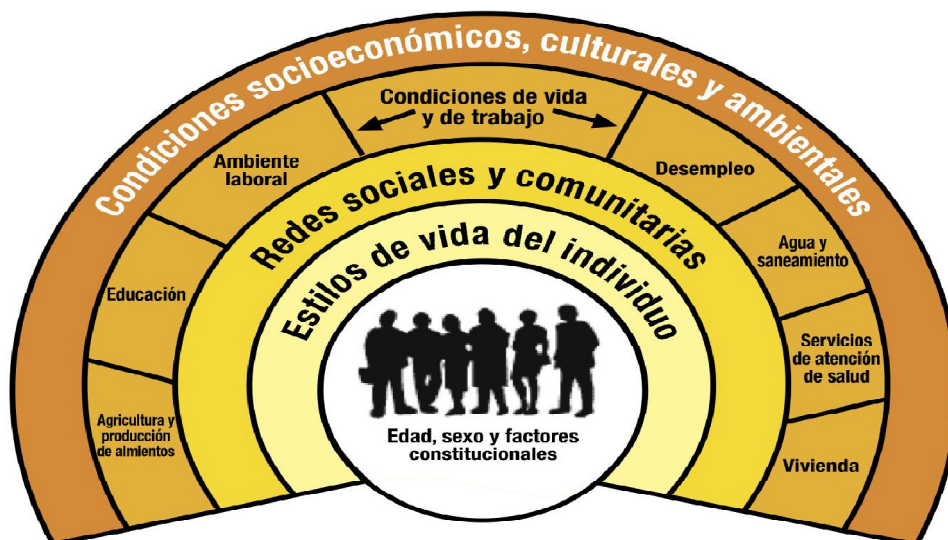 Condiciones socioeconómicos, culturales y ambientales
Condiciones de vida
y de trabajo
Agricultura y
producción
de almientos
Educación
Ambiente
laboral
Desempleo
Agua y
saneamiento
Servicios
de atención
de salud
Vivienda
Redes sociales y comunitarias
Estilos de vida del individuo
Edad, sexo y factores
constitucionales